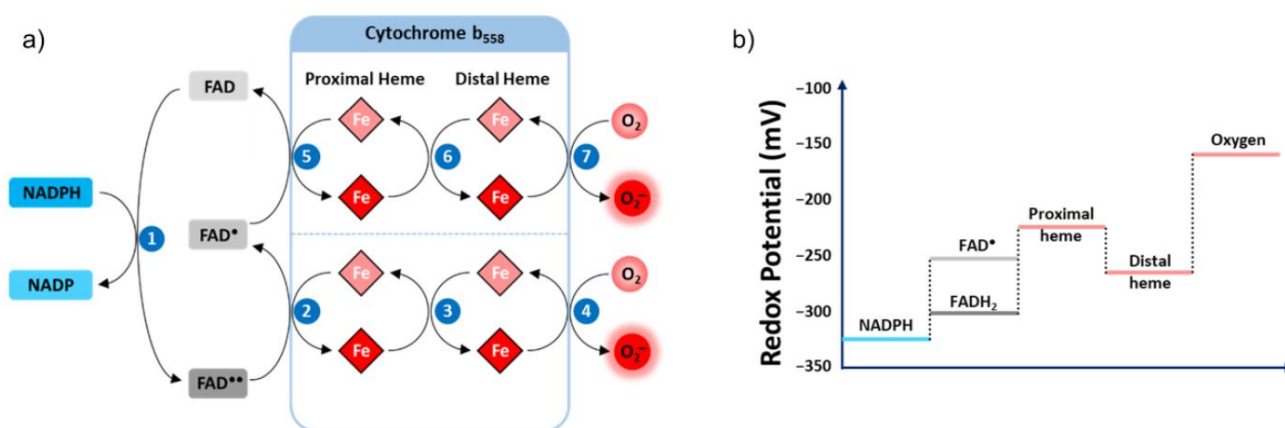 a)
Cytochrome b₅₅₈
Proximal Heme
Distal Heme
FAD
Fe
Fe
O₂
5
6
7
NADPH
Fe
Fe
O₂⁻
1
FAD•
NADP
Fe
Fe
O₂
2
3
4
Fe
Fe
O₂⁻
FAD••
b)
Redox Potential (mV)
−100
−150
−200
−250
−300
−350
NADPH
FAD•
FADH₂
Proximal
heme
Distal
heme
Oxygen